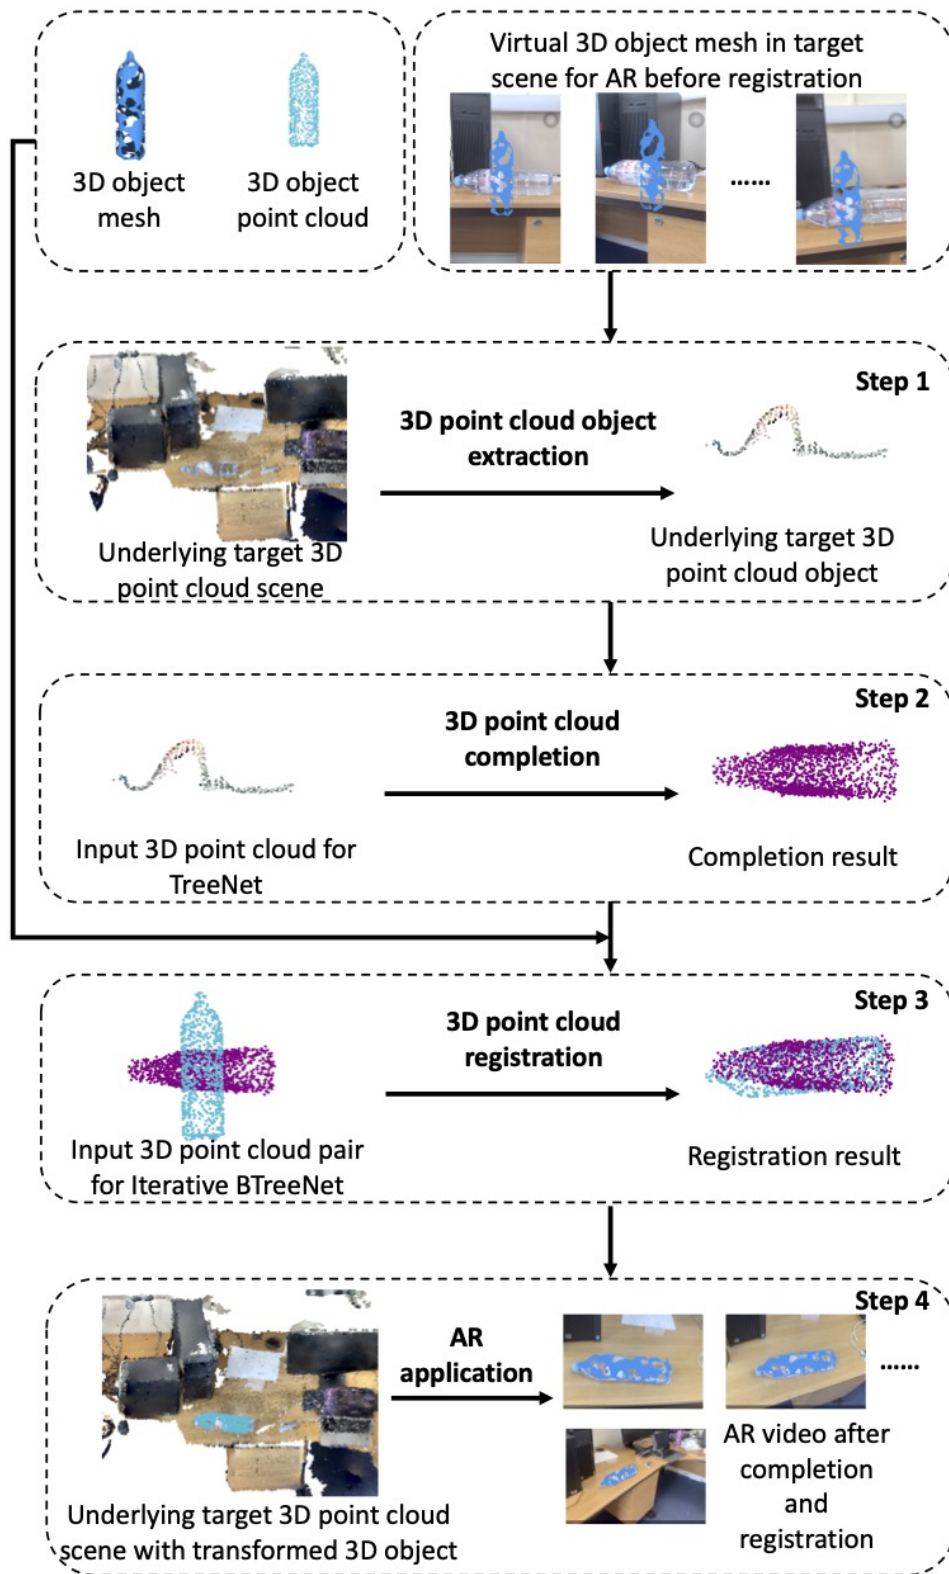 3D object
mesh
3D object
point cloud
Virtual 3D object mesh in target
scene for AR before registration
......
Step 1
3D point cloud object
extraction
Underlying target 3D
point cloud scene
Underlying target 3D
point cloud object
Step 2
3D point cloud
completion
Input 3D point cloud for
TreeNet
Completion result
Step 3
3D point cloud
registration
Input 3D point cloud pair
for Iterative BTreeNet
Registration result
Step 4
AR
application
......
Underlying target 3D point cloud
scene with transformed 3D object
AR video after
completion
and
registration